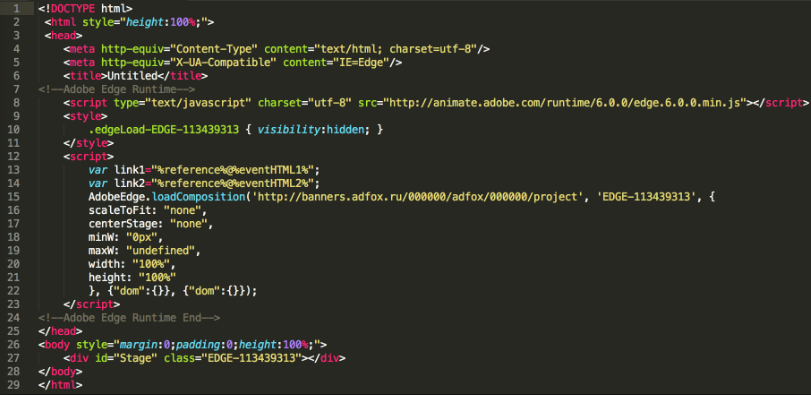 1 <!DOCTYPE html>
2 <html style="height:100%;">
3 <head>
4 <meta http-equiv="Content-Type" content="text/html; charset=utf-8"/>
5 <meta http-equiv="X-UA-Compatible" content="IE=Edge"/>
6 <title>Untitled</title>
7 <!--Adobe Edge Runtime-->
8 <script type="text/javascript" charset="utf-8" src="http://animate.adobe.com/runtime/6.0.0/edge.6.0.0.min.js"></script>
9 <style>
10 .edgeLoad-EDGE-113439313 { visibility:hidden; }
11 </style>
12 <script>
13 var link1="%reference%@%eventHTML1%";
14 var link2="%reference%@%eventHTML2%";
15 AdobeEdge.loadComposition('http://banners.adfox.ru/000000/adfox/000000/project', 'EDGE-113439313', {
16 scaleToFit: "none",
17 centerStage: "none",
18 minW: "0px",
19 maxW: "undefined",
20 width: "100%",
21 height: "100%"
22 }, {"dom":{}}, {"dom":{}});
23 </script>
24 <!--Adobe Edge Runtime End-->
25 </head>
26 <body style="margin:0;padding:0;height:100%;">
27 <div id="Stage" class="EDGE-113439313"></div>
28 </body>
29 </html>